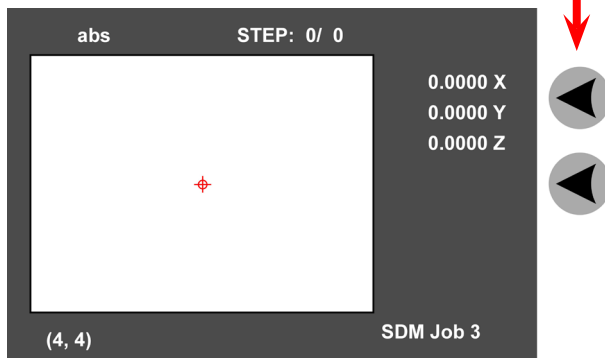 abs STEP: 0/ 0
0.0000 X
0.0000 Y
0.0000 Z
SDM Job 3
(4, 4)